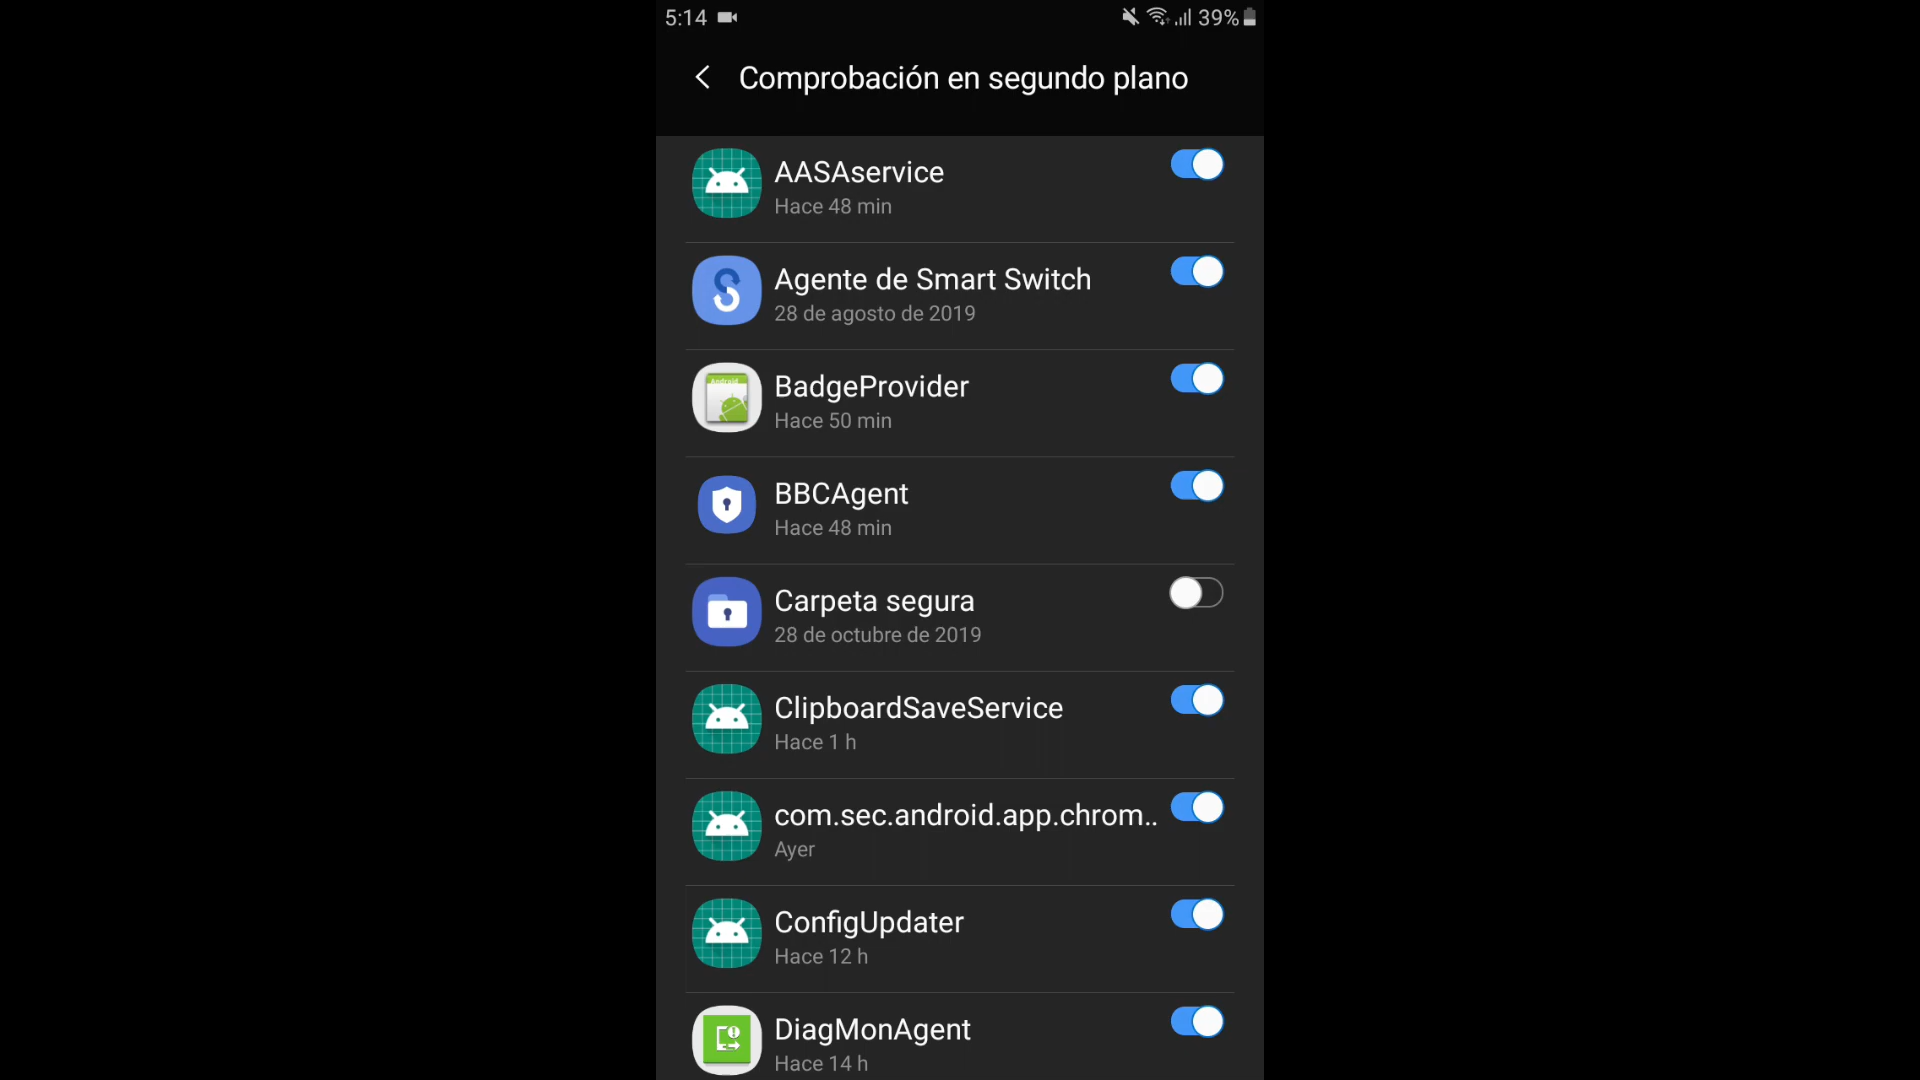 5:14 39%
Comprobación en segundo plano
AASAservice
Hace 48 min
Agente de Smart Switch
28 de agosto de 2019
Android
BadgeProvider
Hace 50 min
BBCAgent
Hace 48 min
Carpeta segura
28 de octubre de 2019
ClipboardSaveService
Hace 1 h
com.sec.android.app.chrom..
Ayer
ConfigUpdater
Hace 12 h
DiagMonAgent
Hace 14 h